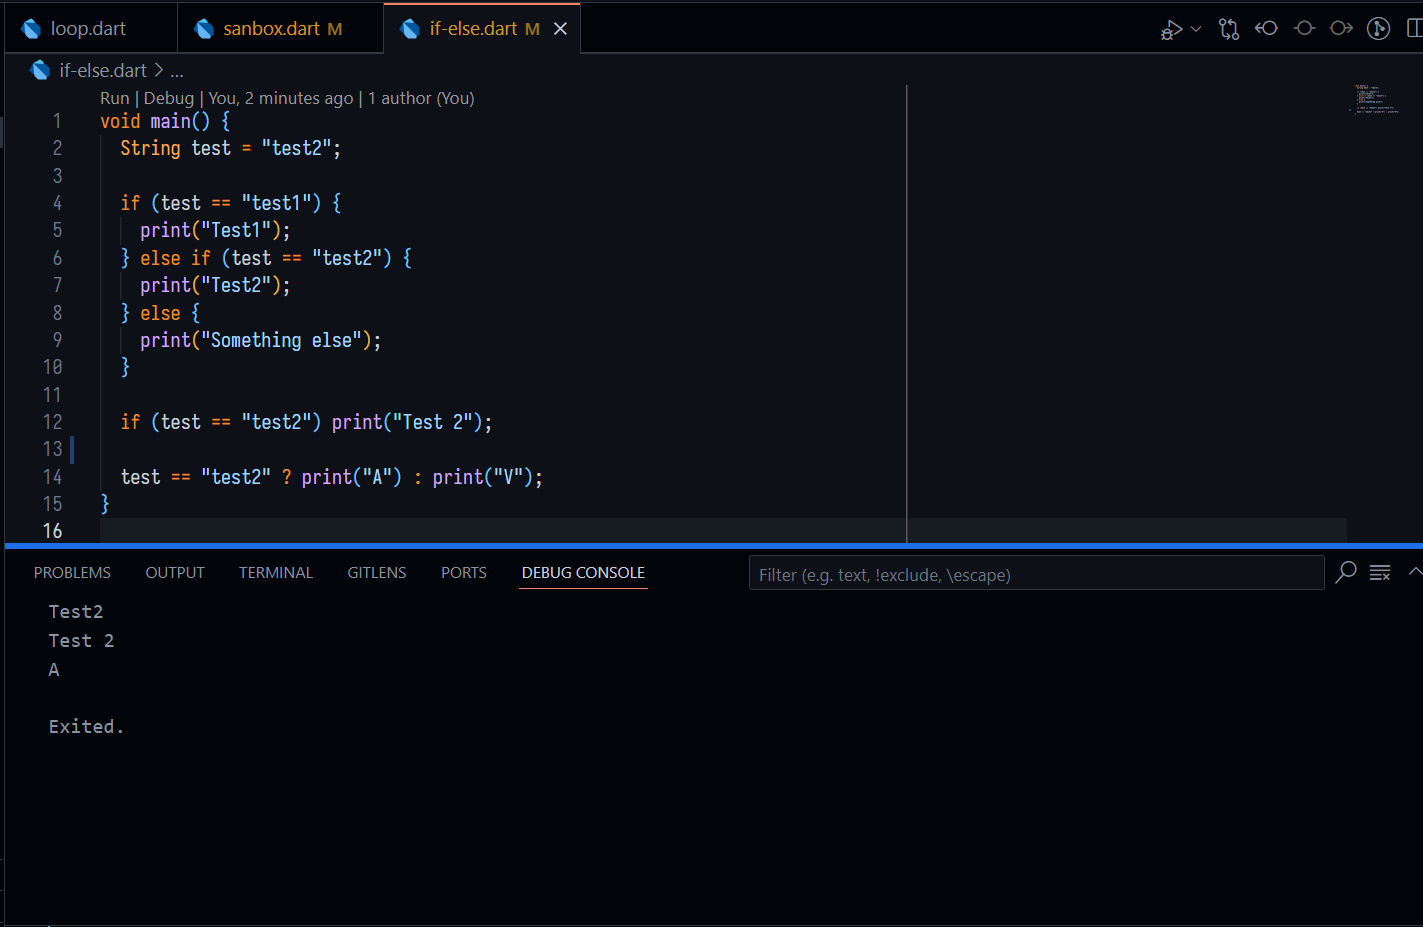 loop.dart
sanbox.dart M
if-else.dart M
if-else.dart > ...
Run | Debug | You, 2 minutes ago | 1 author (You)
1 void main() {
2   String test = "test2";
3
4   if (test == "test1") {
5     print("Test1");
6   } else if (test == "test2") {
7     print("Test2");
8   } else {
9     print("Something else");
10   }
11
12   if (test == "test2") print("Test 2");
13
14   test == "test2" ? print("A") : print("V");
15 }
16
PROBLEMS OUTPUT TERMINAL GITLENS PORTS DEBUG CONSOLE Filter (e.g. text, !exclude, \escape)
Test2
Test 2
A
Exited.